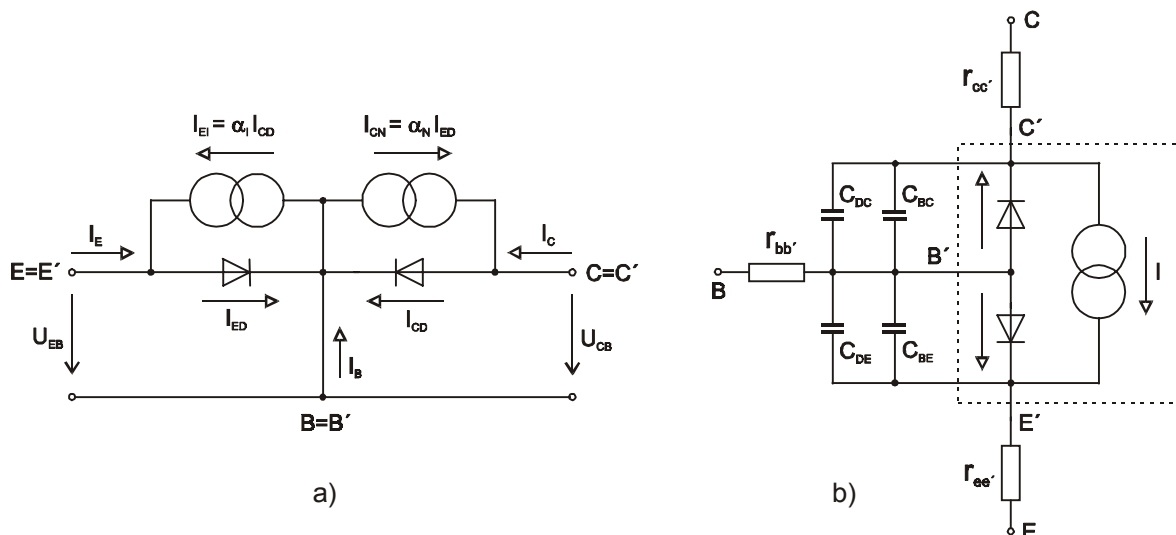 I_EI = α_I I_CD
I_CN = α_N I_ED
I_E
I_C
E=E´
C=C´
I_ED
I_CD
U_EB
U_CB
I_B
B=B´
a)
C
r_cc´
C´
C_DC
C_BC
r_bb´
B´
B
I
C_DE
C_BE
E´
r_ee´
E
b)